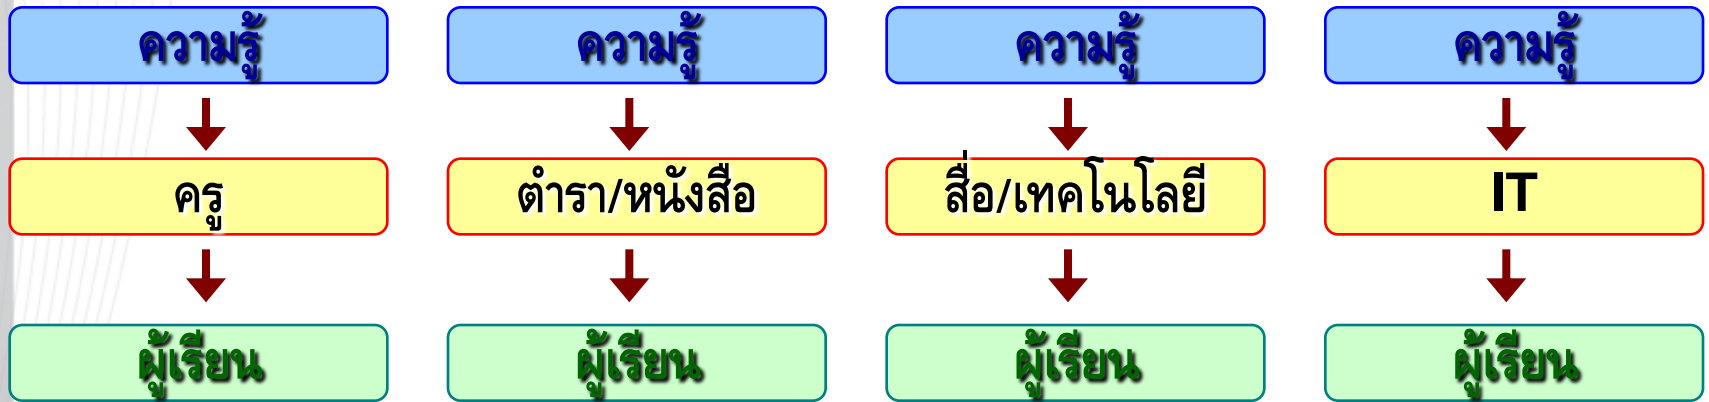 ความรู้ ความรู้ ความรู้ ความรู้
ครู ตำรา/หนังสือ สื่อ/เทคโนโลยี IT
ผู้เรียน ผู้เรียน ผู้เรียน ผู้เรียน